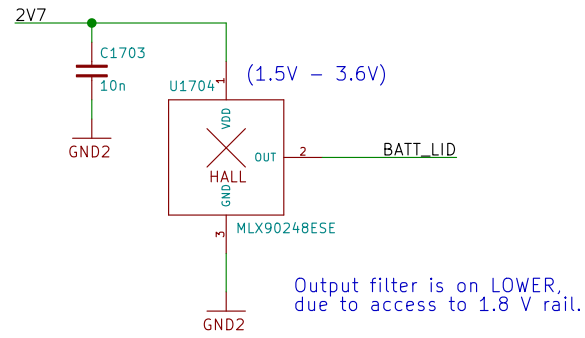 2V7
C1703
10n
GND2
U1704
(1.5V – 3.6V)
1
VDD
OUT
2
BATT_LID
HALL
GND
3
MLX90248ESE
GND2
Output filter is on LOWER,
due to access to 1.8 V rail.